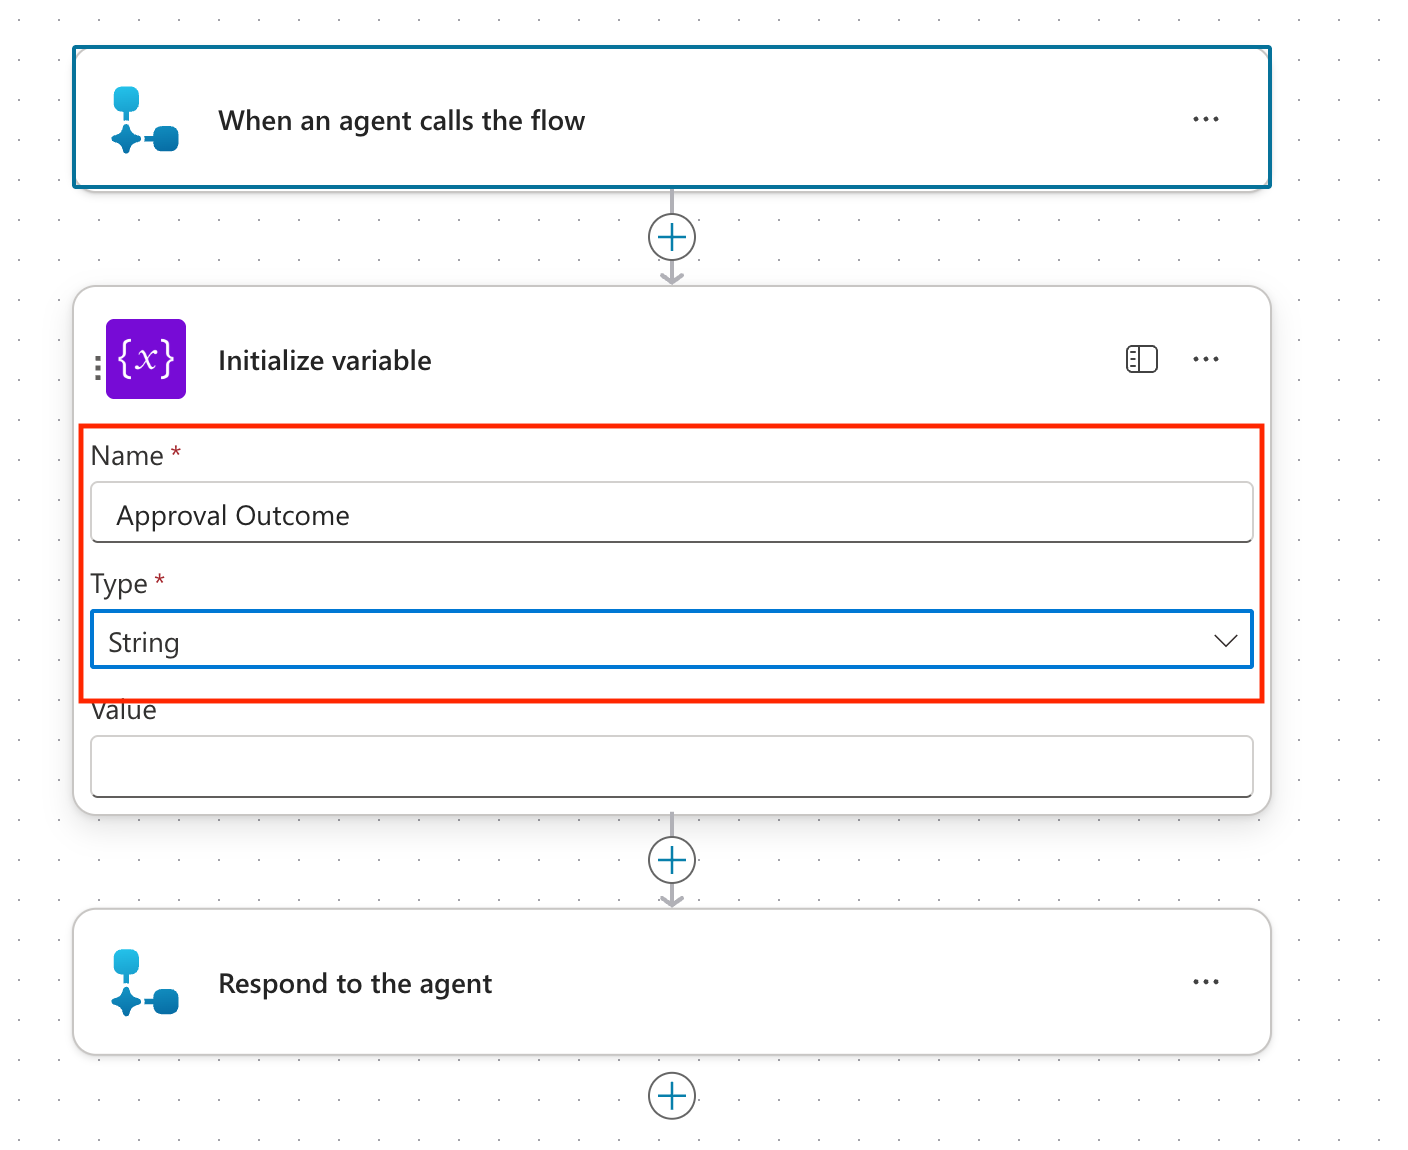 When an agent calls the flow
{x}
Initialize variable
Name *
Approval Outcome
Type *
String
Value
Respond to the agent